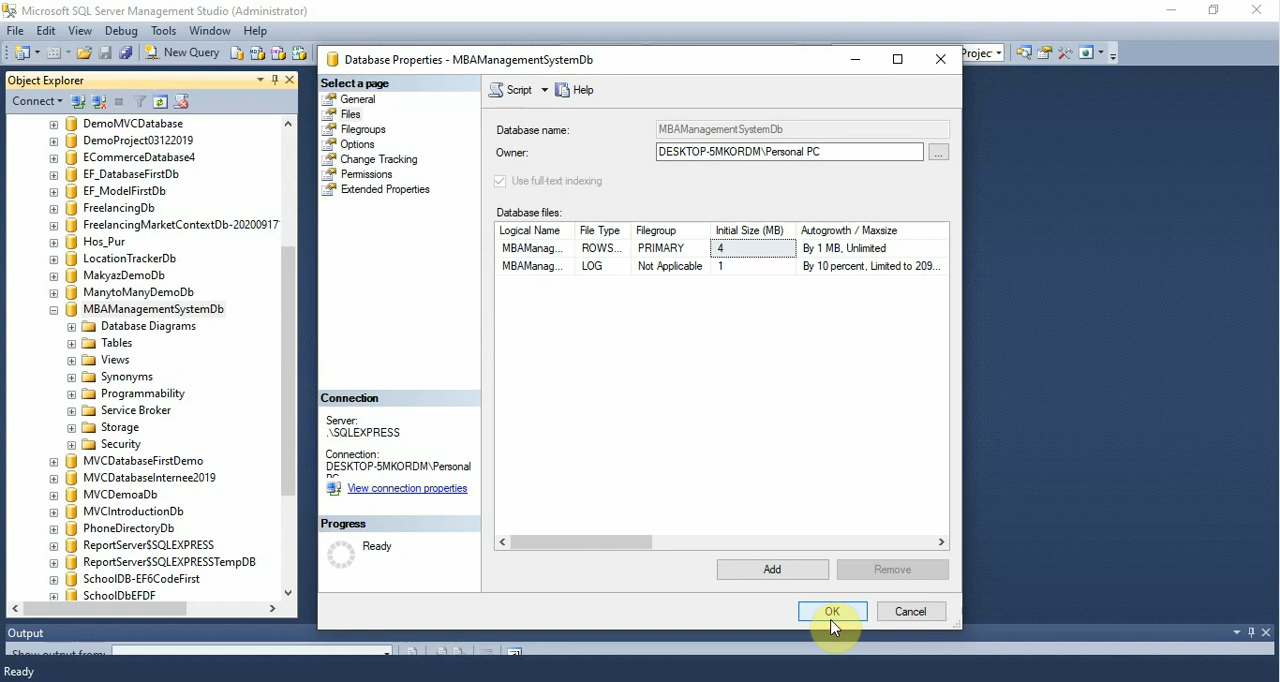 Microsoft SQL Server Management Studio (Administrator)
File Edit View Debug Tools Window Help
New Query
Projec
Object Explorer
Connect
DemoMVCDatabase
DemoProject03122019
ECommerceDatabase4
EF_DatabaseFirstDb
EF_ModelFirstDb
FreelancingDb
FreelancingMarketContextDb-20200917
Hos_Pur
LocationTrackerDb
MakyazDemoDb
ManytoManyDemoDb
MBAManagementSystemDb
Database Diagrams
Tables
Views
Synonyms
Programmability
Service Broker
Storage
Security
MVCDatabaseFirstDemo
MVCDatabaseInternee2019
MVCDemoaDb
MVCIntroductionDb
PhoneDirectoryDb
ReportServer$SQLEXPRESS
ReportServer$SQLEXPRESSTempDB
SchoolDB-EF6CodeFirst
SchoolDbEFDF
Database Properties - MBAManagementSystemDb
Select a page
General
Files
Filegroups
Options
Change Tracking
Permissions
Extended Properties
Connection
Server:
.\SQLEXPRESS
Connection:
DESKTOP-5MKORDM\Personal
PC
View connection properties
Progress
Ready
Script Help
Database name: MBAManagementSystemDb
Owner: DESKTOP-5MKORDM\Personal PC ...
Use full-text indexing
Database files:
Logical Name File Type Filegroup Initial Size (MB) Autogrowth / Maxsize
MBAManag... ROWS... PRIMARY 4 By 1 MB, Unlimited
MBAManag... LOG Not Applicable 1 By 10 percent, Limited to 209...
Add Remove
OK Cancel
Output
Show output from:
Ready